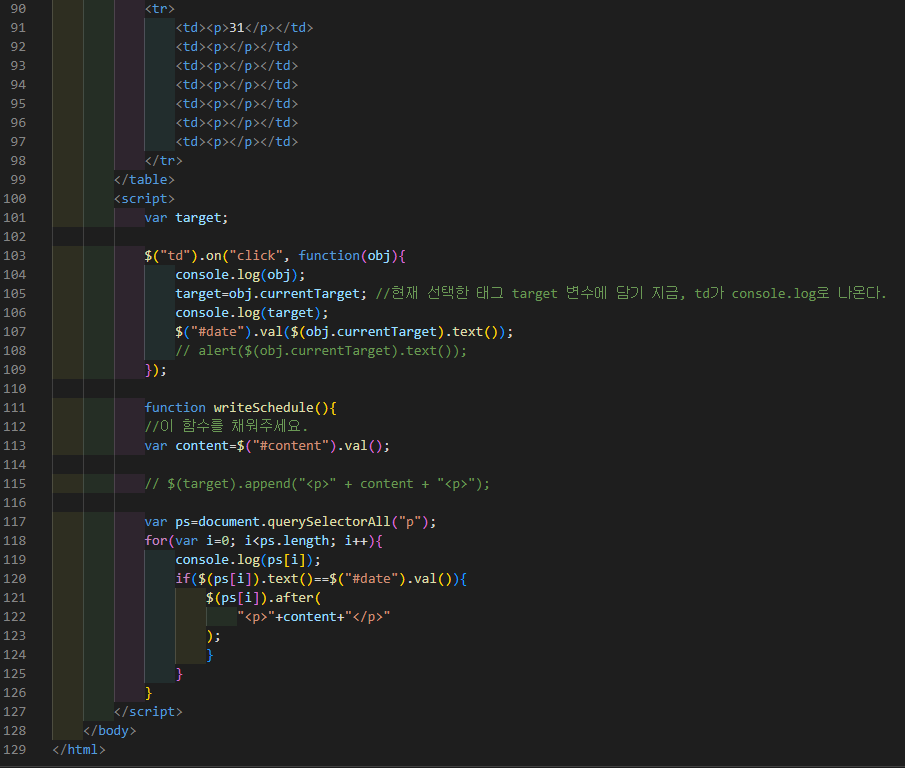 90 <tr>
91 <td><p>31</p></td>
92 <td><p></p></td>
93 <td><p></p></td>
94 <td><p></p></td>
95 <td><p></p></td>
96 <td><p></p></td>
97 <td><p></p></td>
98 </tr>
99 </table>
100 <script>
101 var target;
102
103 $("td").on("click", function(obj){
104 console.log(obj);
105 target=obj.currentTarget; //현재 선택한 태그 target 변수에 담기 지금, td가 console.log로 나온다.
106 console.log(target);
107 $("#date").val($(obj.currentTarget).text());
108 // alert($(obj.currentTarget).text());
109 });
110
111 function writeSchedule(){
112 //이 함수를 채워주세요.
113 var content=$("#content").val();
114
115 // $(target).append("<p>" + content + "<p>");
116
117 var ps=document.querySelectorAll("p");
118 for(var i=0; i<ps.length; i++){
119 console.log(ps[i]);
120 if($(ps[i]).text()==$("#date").val()){
121 $(ps[i]).after(
122 "<p>"+content+"</p>"
123 );
124 }
125 }
126 }
127 </script>
128 </body>
129 </html>